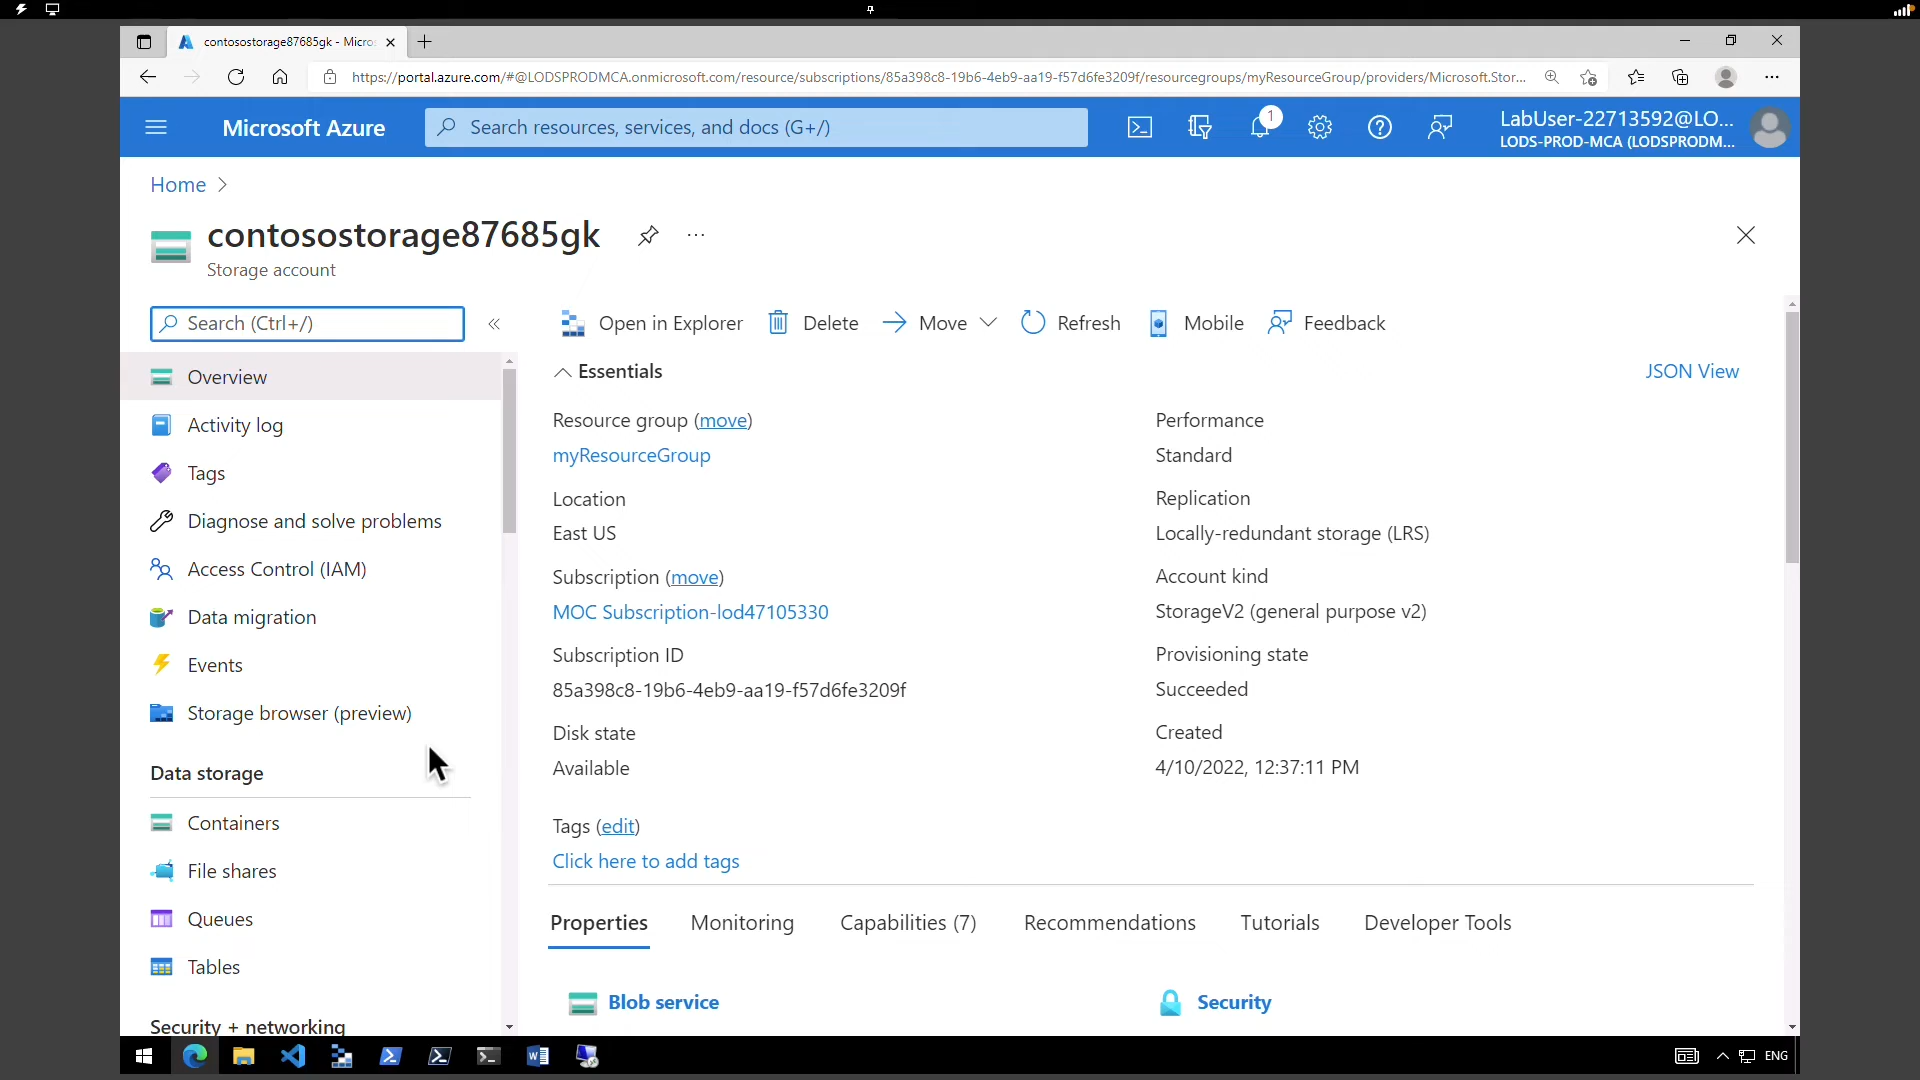 contosostorage87685gk - Micro
https://portal.azure.com/#@LODSPRODMCA.onmicrosoft.com/resource/subscriptions/85a398c8-19b6-4eb9-aa19-f57d6fe3209f/resourcegroups/myResourceGroup/providers/Microsoft.Stor...
Microsoft Azure
Search resources, services, and docs (G+/)
1
LabUser-22713592@LO...
LODS-PROD-MCA (LODSPRODM...
Home
contosostorage87685gk
Storage account
Search (Ctrl+/)
Open in Explorer Delete Move Refresh Mobile Feedback
Overview
Activity log
Tags
Diagnose and solve problems
Access Control (IAM)
Data migration
Events
Storage browser (preview)
Data storage
Containers
File shares
Queues
Tables
Security + networking
Essentials
JSON View
Resource group (move)
myResourceGroup
Location
East US
Subscription (move)
MOC Subscription-lod47105330
Subscription ID
85a398c8-19b6-4eb9-aa19-f57d6fe3209f
Disk state
Available
Performance
Standard
Replication
Locally-redundant storage (LRS)
Account kind
StorageV2 (general purpose v2)
Provisioning state
Succeeded
Created
4/10/2022, 12:37:11 PM
Tags (edit)
Click here to add tags
Properties Monitoring Capabilities (7) Recommendations Tutorials Developer Tools
Blob service
Security
ENG